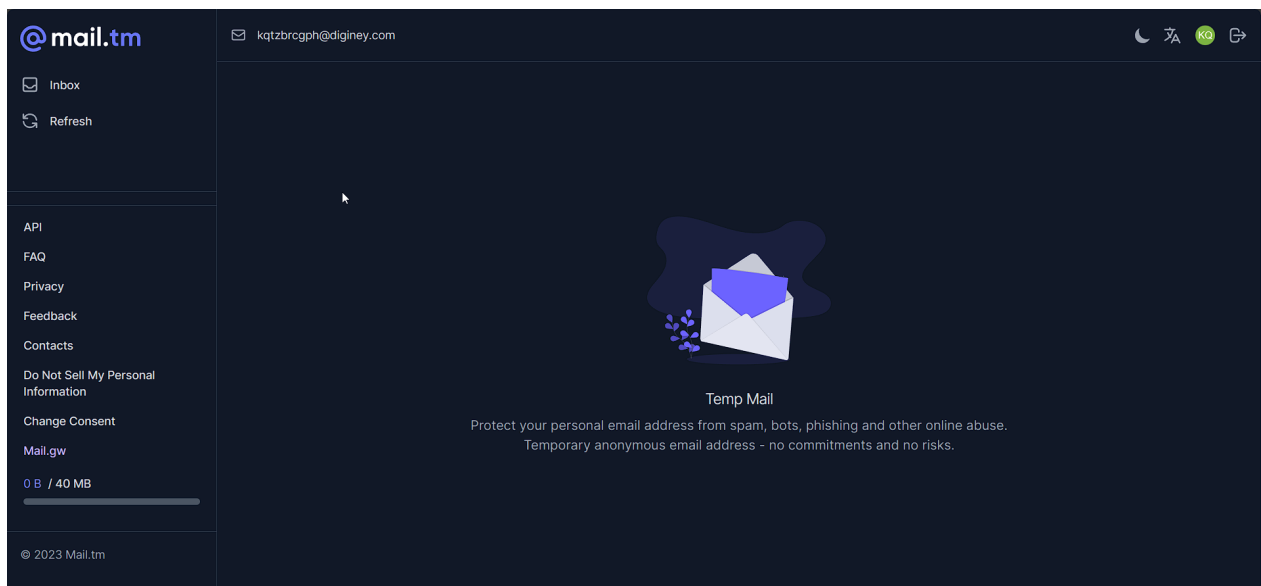 @mail.tm
Inbox
Refresh
API
FAQ
Privacy
Feedback
Contacts
Do Not Sell My Personal
Information
Change Consent
Mail.gw
0 B / 40 MB
© 2023 Mail.tm
kqtzbrcgph@diginey.com
KQ
Temp Mail
Protect your personal email address from spam, bots, phishing and other online abuse.
Temporary anonymous email address - no commitments and no risks.